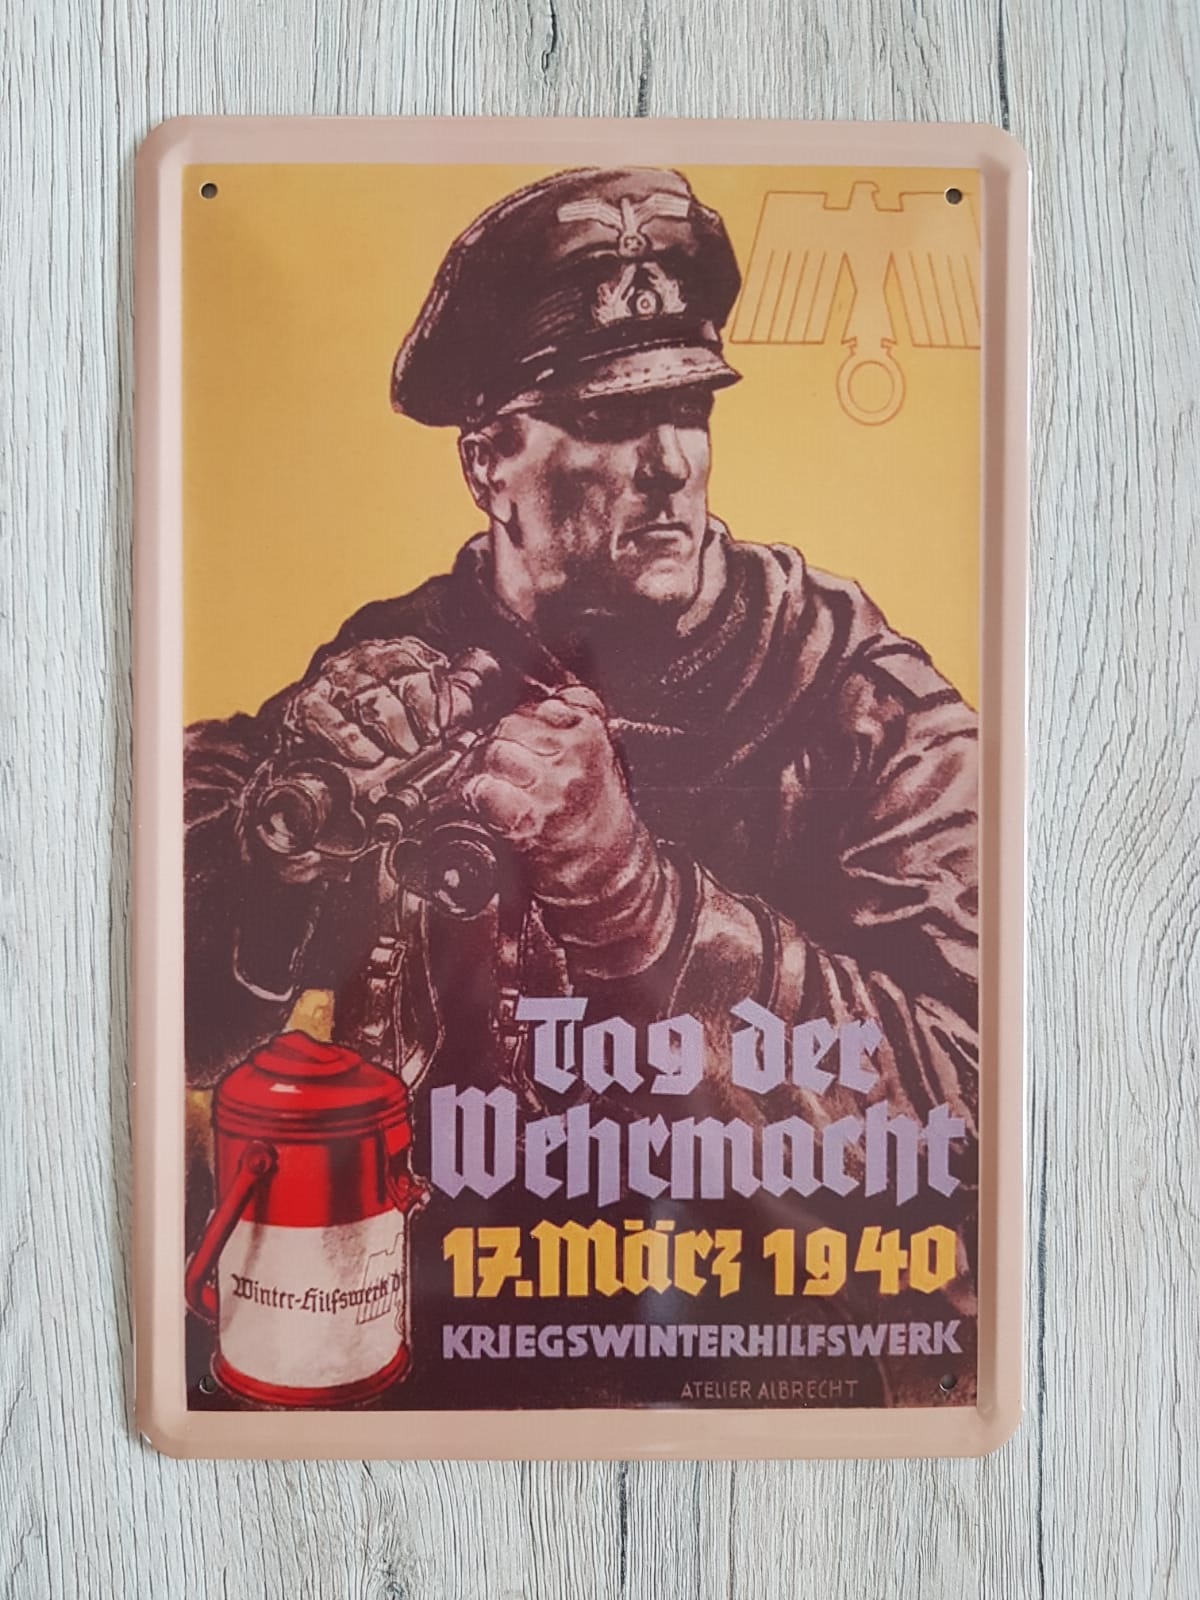 Tag der
Wehrmacht
17. März 1940
KRIEGSWINTERHILFSWERK
ATELIER ALBRECHT
Winter-Hilfswerk d